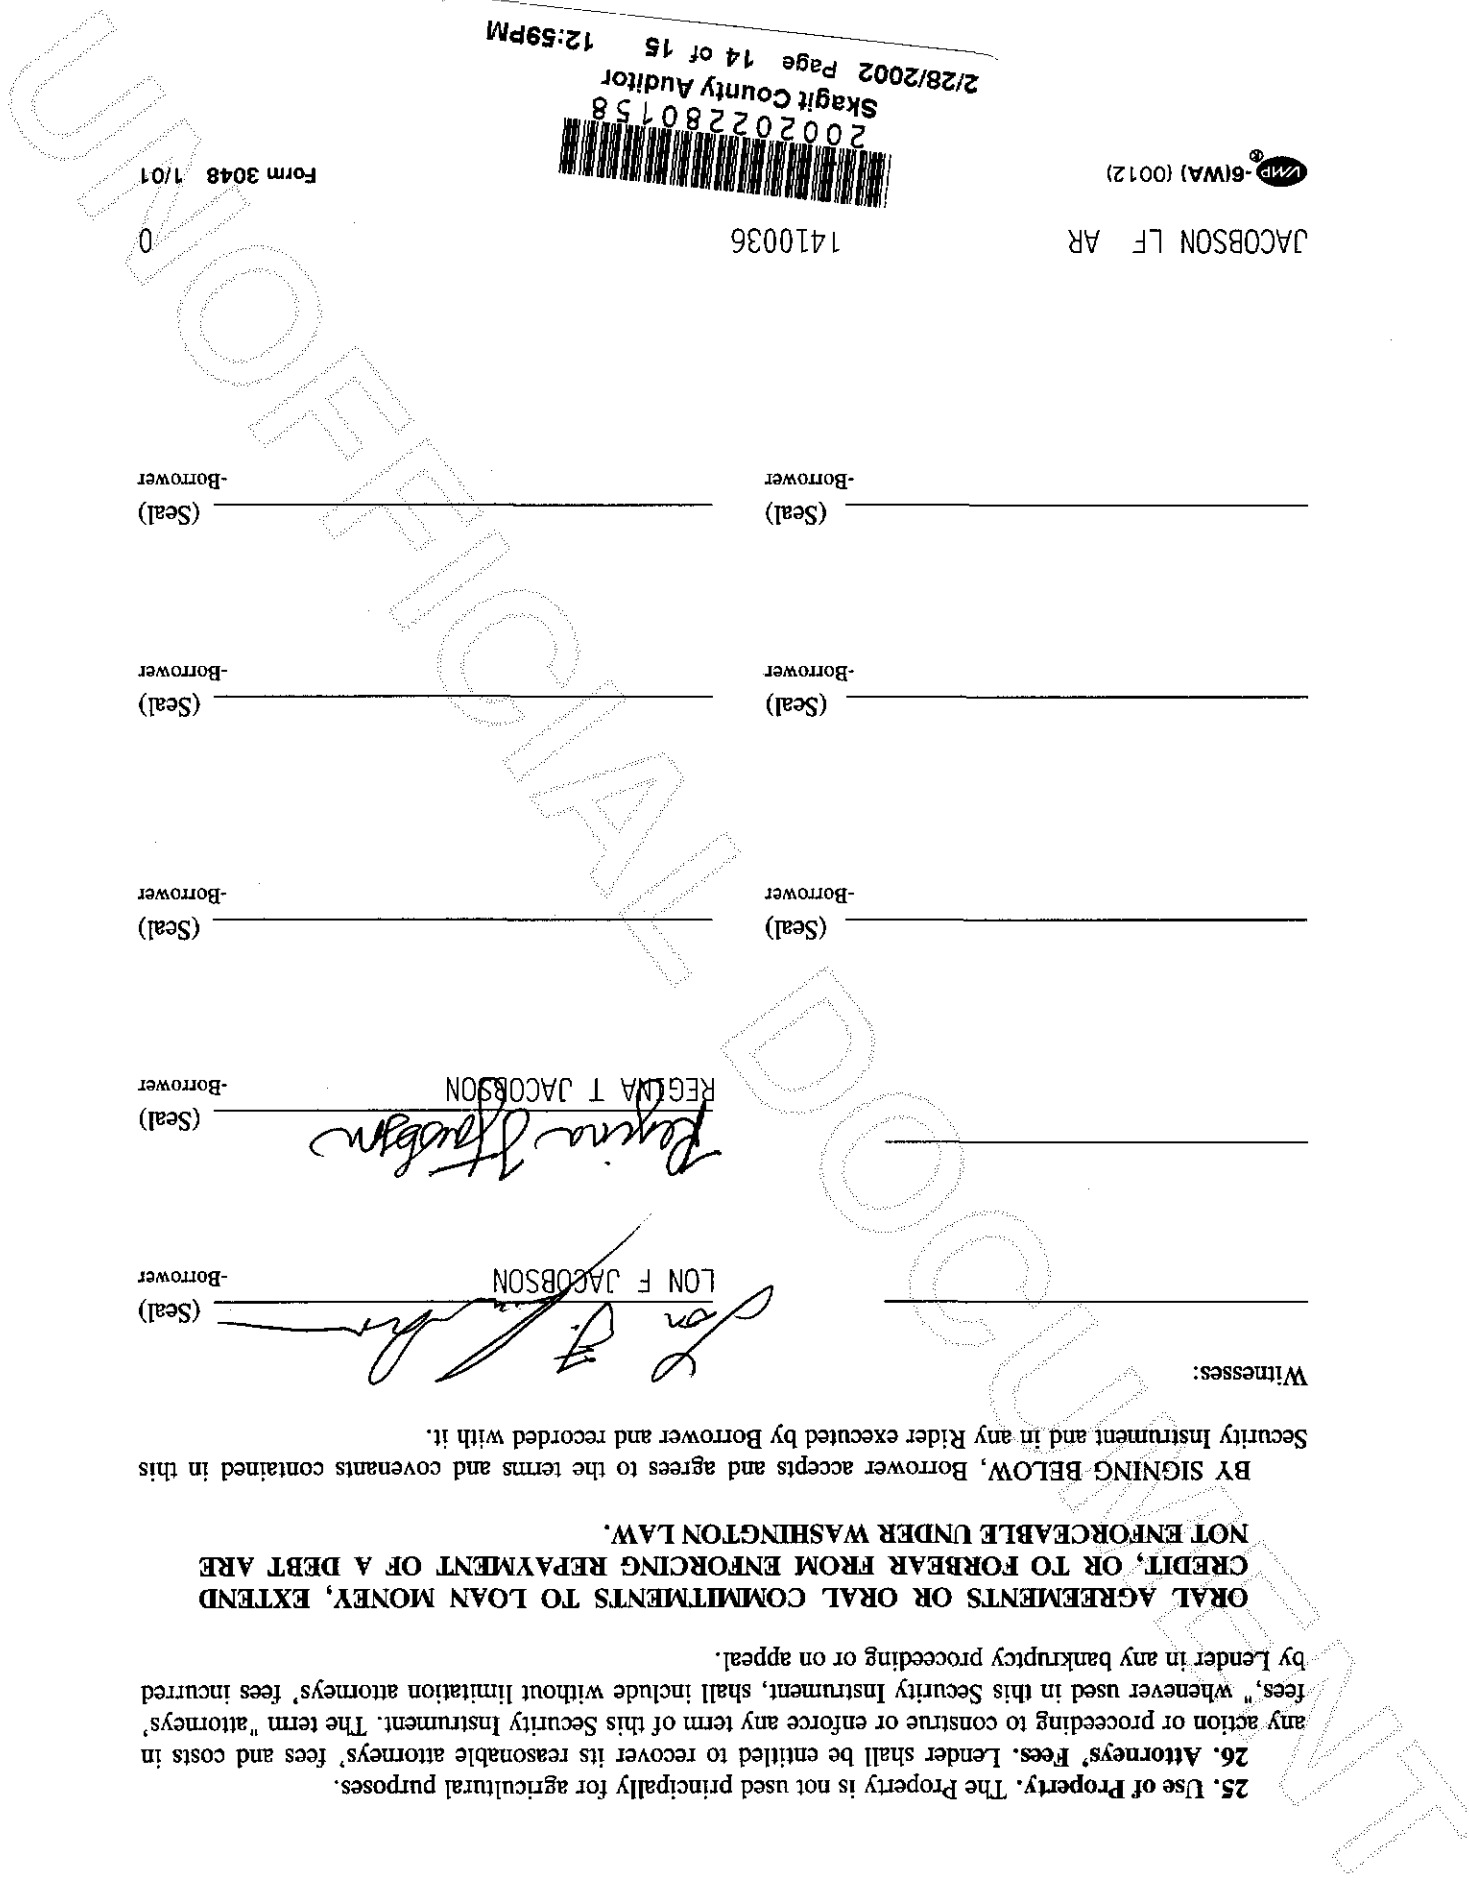 25. Use of Property. The Property is not used principally for agricultural purposes.
26. Attorneys' Fees. Lender shall be entitled to recover its reasonable attorneys' fees and costs in
any action or proceeding to construe or enforce any term of this Security Instrument. The term "attorneys'
fees," whenever used in this Security Instrument, shall include without limitation attorneys' fees incurred
by Lender in any bankruptcy proceeding or on appeal.
ORAL AGREEMENTS OR ORAL COMMITMENTS TO LOAN MONEY, EXTEND
CREDIT, OR TO FORBEAR FROM ENFORCING REPAYMENT OF A DEBT ARE
NOT ENFORCEABLE UNDER WASHINGTON LAW.
BY SIGNING BELOW, Borrower accepts and agrees to the terms and covenants contained in this
Security Instrument and in any Rider executed by Borrower and recorded with it.
Witnesses:
Lon F. Jacobson (Seal)
LON F JACOBSON -Borrower
Regina T Jacobson (Seal)
REGINA T JACOBSON -Borrower
(Seal) (Seal)
-Borrower -Borrower
(Seal) (Seal)
-Borrower -Borrower
(Seal) (Seal)
-Borrower -Borrower
JACOBSON LF AR 1410036 0
VMP®-6(WA) (0012) Form 3048 1/01
200202280158
Skagit County Auditor
2/28/2002 Page 14 of 15 12:59PM
UNOFFICIAL DOCUMENT